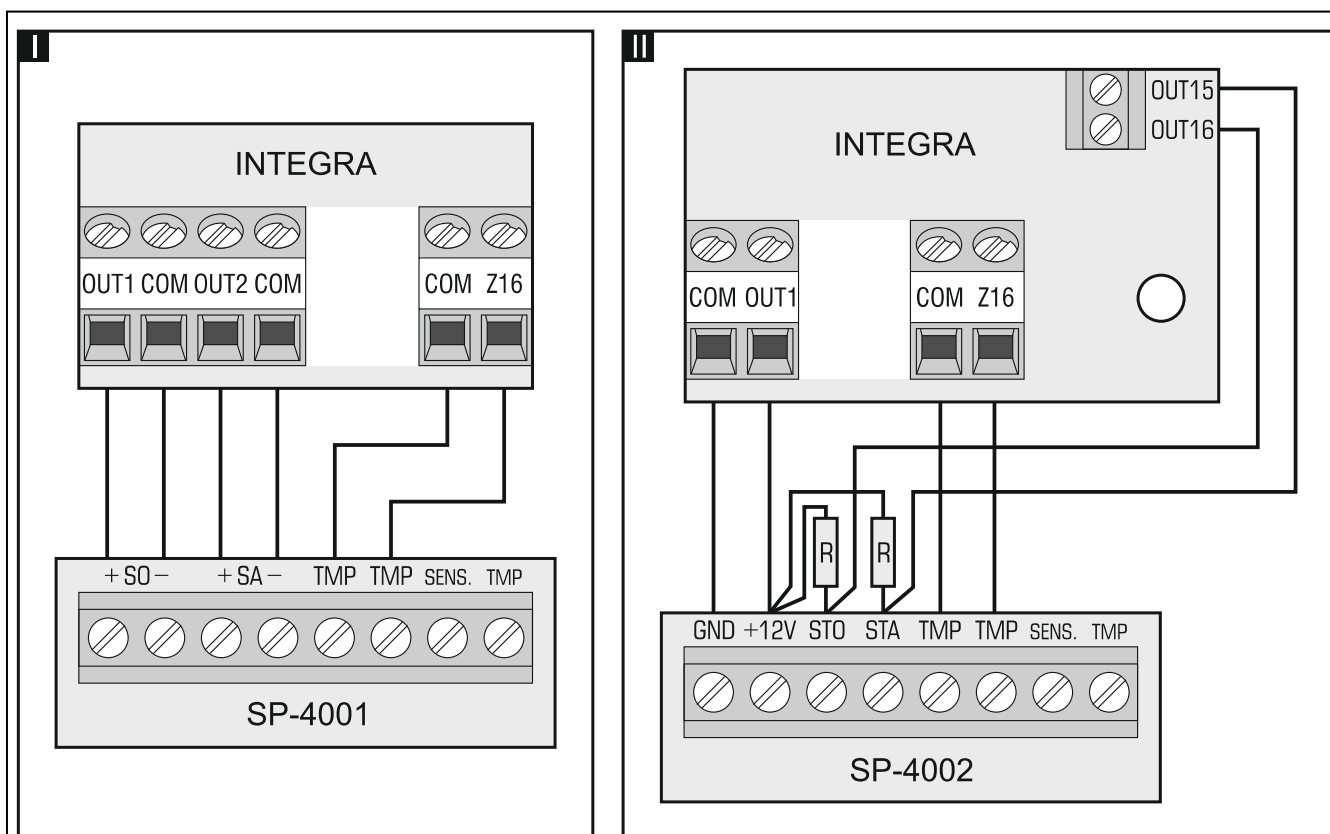 I
INTEGRA
OUT1 COM OUT2 COM COM Z16
+ SO - + SA - TMP TMP SENS. TMP
SP-4001
II
OUT15
OUT16
INTEGRA
COM OUT1 COM Z16
R R
GND +12V STO STA TMP TMP SENS. TMP
SP-4002